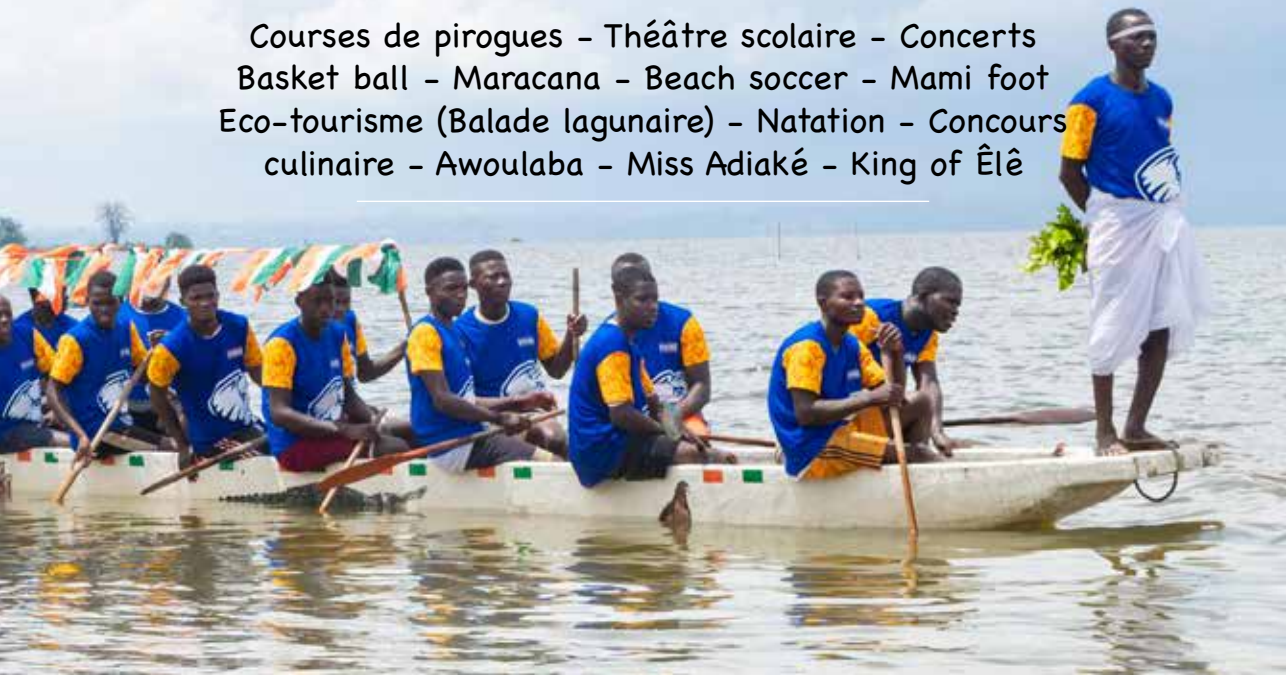 Courses de pirogues - Théâtre scolaire - Concerts
Basket ball - Maracana - Beach soccer - Mami foot
Eco-tourisme (Balade lagunaire) - Natation - Concours
culinaire - Awoulaba - Miss Adiaké - King of Êlê